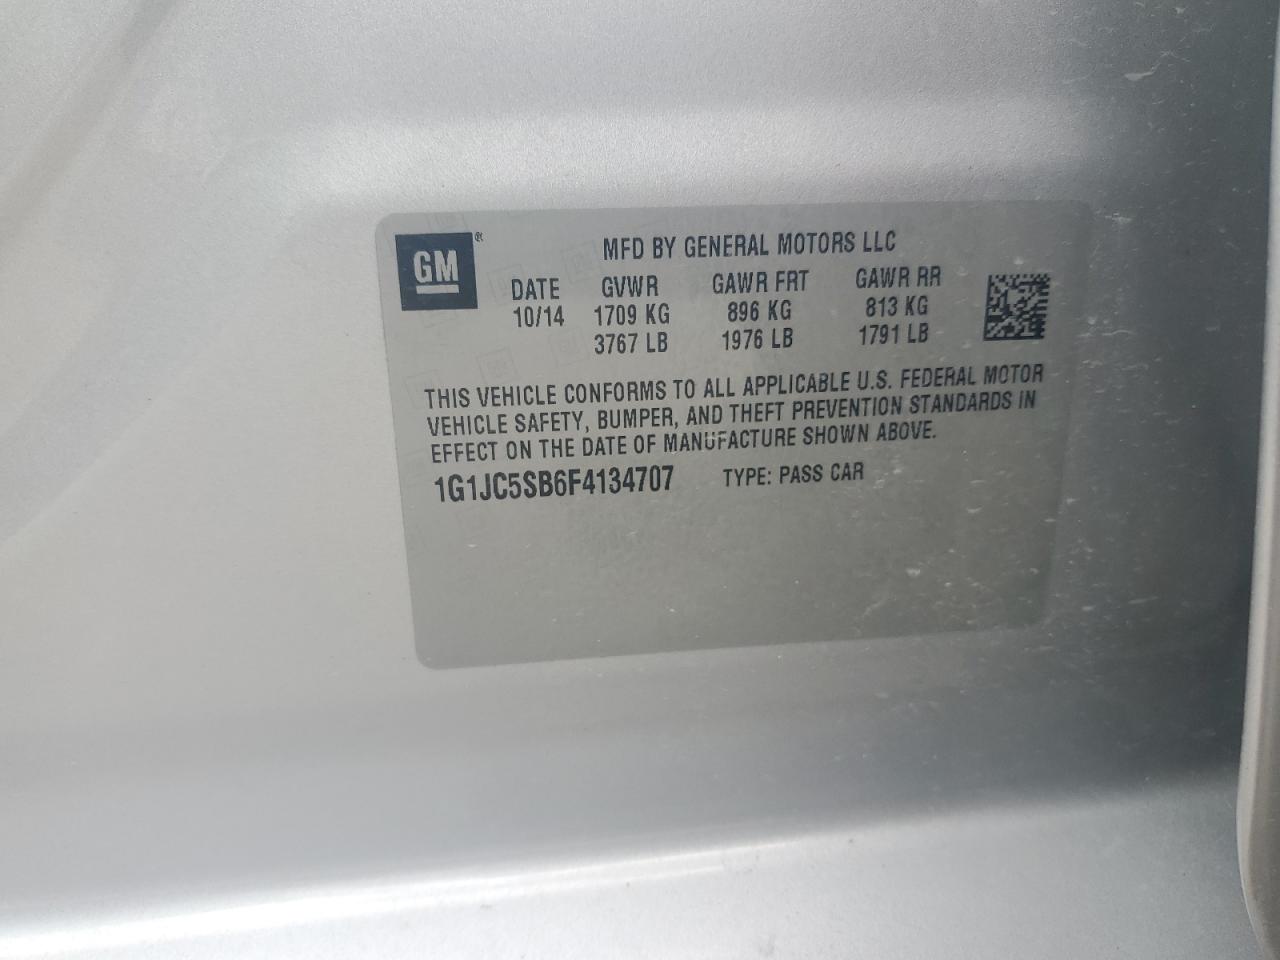 GM®
MFD BY GENERAL MOTORS LLC
DATE GVWR GAWR FRT GAWR RR
10/14 1709 KG 896 KG 813 KG
3767 LB 1976 LB 1791 LB
THIS VEHICLE CONFORMS TO ALL APPLICABLE U.S. FEDERAL MOTOR
VEHICLE SAFETY, BUMPER, AND THEFT PREVENTION STANDARDS IN
EFFECT ON THE DATE OF MANUFACTURE SHOWN ABOVE.
1G1JC5SB6F4134707 TYPE: PASS CAR